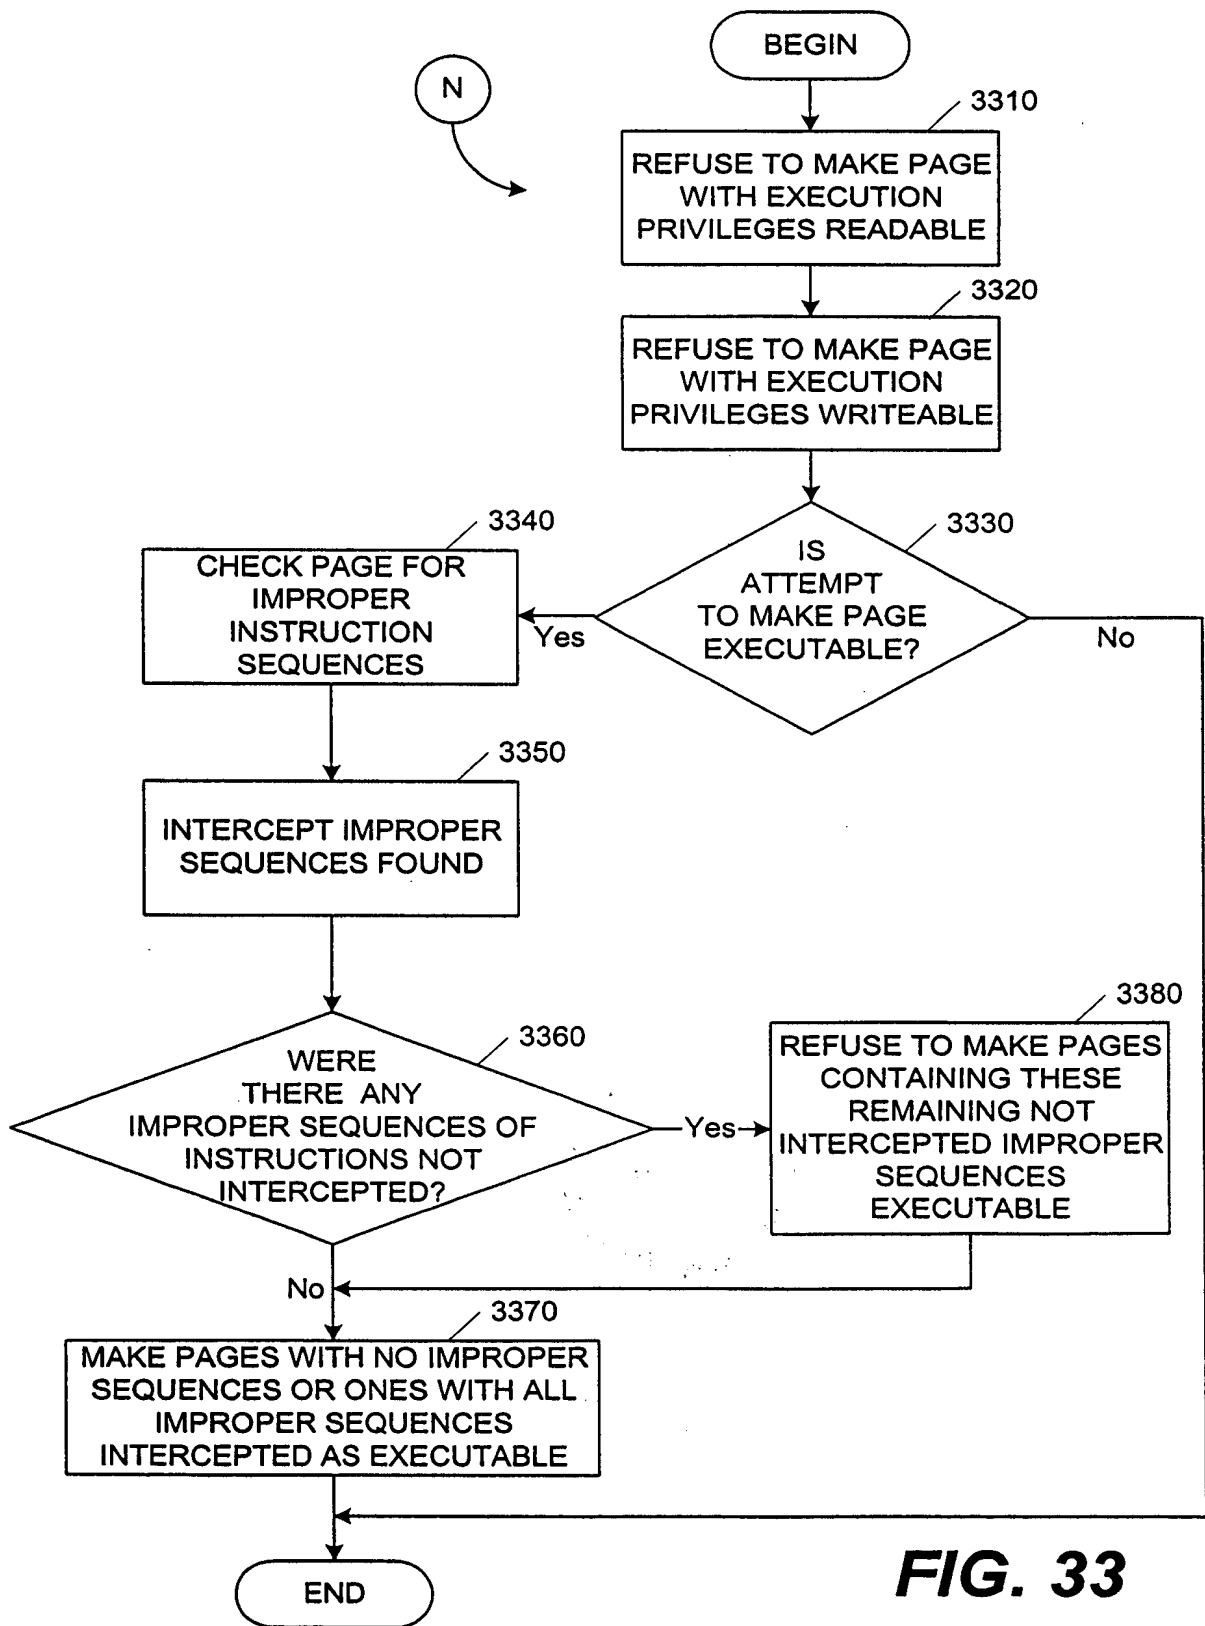 BEGIN
N
3310
REFUSE TO MAKE PAGE
WITH EXECUTION
PRIVILEGES READABLE
3320
REFUSE TO MAKE PAGE
WITH EXECUTION
PRIVILEGES WRITEABLE
3330
IS
ATTEMPT
TO MAKE PAGE
EXECUTABLE?
Yes
No
3340
CHECK PAGE FOR
IMPROPER
INSTRUCTION
SEQUENCES
3350
INTERCEPT IMPROPER
SEQUENCES FOUND
3360
WERE
THERE ANY
IMPROPER SEQUENCES OF
INSTRUCTIONS NOT
INTERCEPTED?
Yes
3380
REFUSE TO MAKE PAGES
CONTAINING THESE
REMAINING NOT
INTERCEPTED IMPROPER
SEQUENCES
EXECUTABLE
No
3370
MAKE PAGES WITH NO IMPROPER
SEQUENCES OR ONES WITH ALL
IMPROPER SEQUENCES
INTERCEPTED AS EXECUTABLE
END
FIG. 33